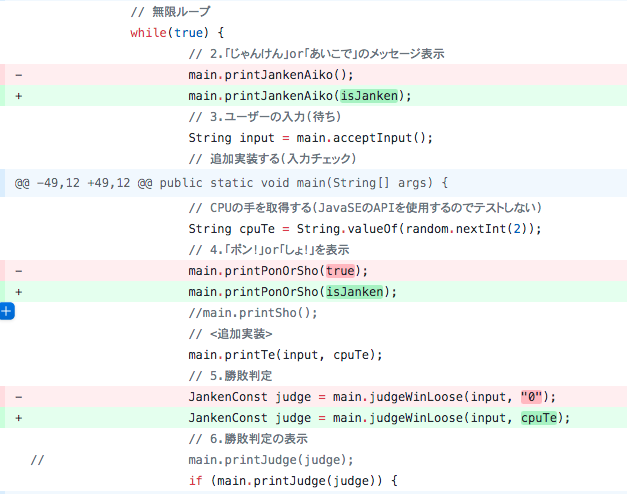 // 無限ループ
while(true) {
// 2.「じゃんけん」or「あいこで」のメッセージ表示
- main.printJankenAiko();
+ main.printJankenAiko(isJanken);
// 3.ユーザーの入力(待ち)
String input = main.acceptInput();
// 追加実装する(入力チェック)
@@ -49,12 +49,12 @@ public static void main(String[] args) {
// CPUの手を取得する(JavaSEのAPIを使用するのでテストしない)
String cpuTe = String.valueOf(random.nextInt(2));
// 4.「ポン!」or「しょ!」を表示
- main.printPonOrSho(true);
+ main.printPonOrSho(isJanken);
//main.printSho();
// <追加実装>
main.printTe(input, cpuTe);
// 5.勝敗判定
- JankenConst judge = main.judgeWinLoose(input, "0");
+ JankenConst judge = main.judgeWinLoose(input, cpuTe);
// 6.勝敗判定の表示
// main.printJudge(judge);
if (main.printJudge(judge)) {